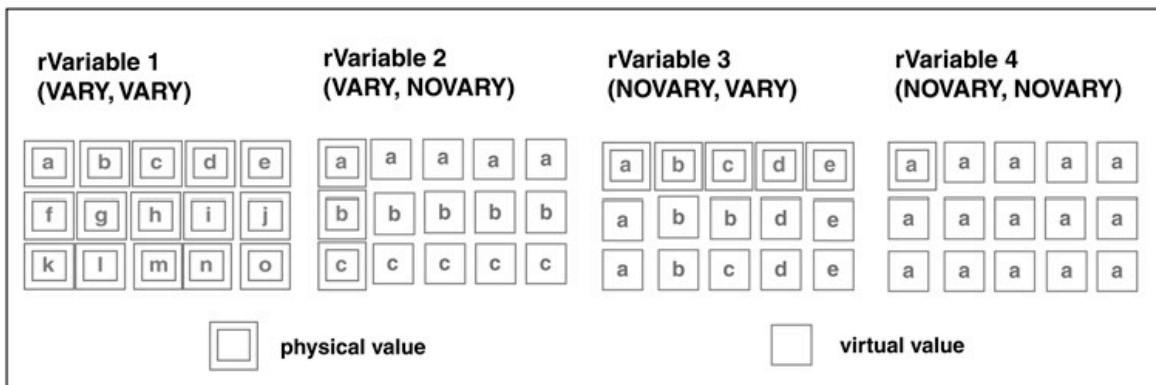 rVariable 1 rVariable 2 rVariable 3 rVariable 4
(VARY, VARY) (VARY, NOVARY) (NOVARY, VARY) (NOVARY, NOVARY)
a b c d e a a a a a a b c d e a a a a a
f g h i j b b b b b a b b d e a a a a a
k l m n o c c c c c a b c d e a a a a a
physical value virtual value